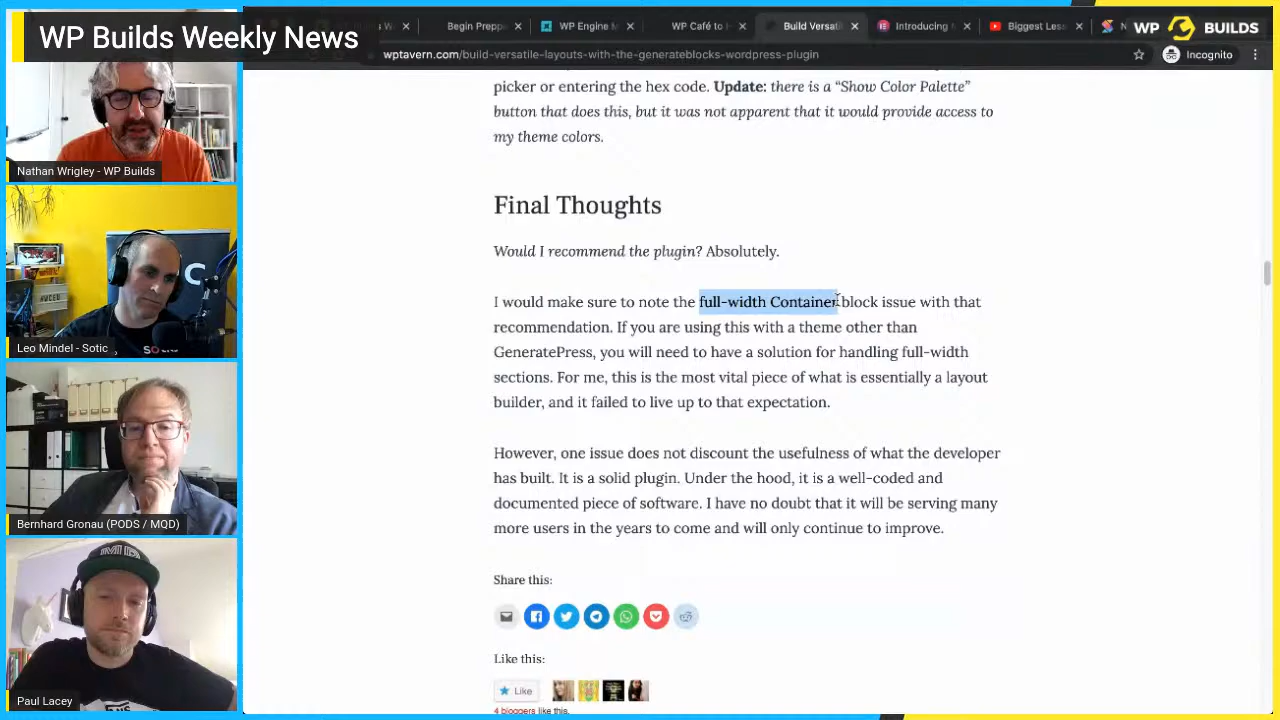 WP Builds Weekly News
Begin Prepp
WP Engine
WP Café to
Build Versatil
Introducing
Biggest Les
WP BUILDS
wptavern.com/build-versatile-layouts-with-the-generateblocks-wordpress-plugin
Incognito
picker or entering the hex code. Update: there is a “Show Color Palette”
button that does this, but it was not apparent that it would provide access to
my theme colors.
Final Thoughts
Would I recommend the plugin? Absolutely.
I would make sure to note the full-width Container block issue with that
recommendation. If you are using this with a theme other than
GeneratePress, you will need to have a solution for handling full-width
sections. For me, this is the most vital piece of what is essentially a layout
builder, and it failed to live up to that expectation.
However, one issue does not discount the usefulness of what the developer
has built. It is a solid plugin. Under the hood, it is a well-coded and
documented piece of software. I have no doubt that it will be serving many
more users in the years to come and will only continue to improve.
Share this:
Like this:
Like
4 bloggers like this.
Nathan Wrigley - WP Builds
Leo Mindel - Sotic
Bernhard Gronau (PODS / MQD)
Paul Lacey